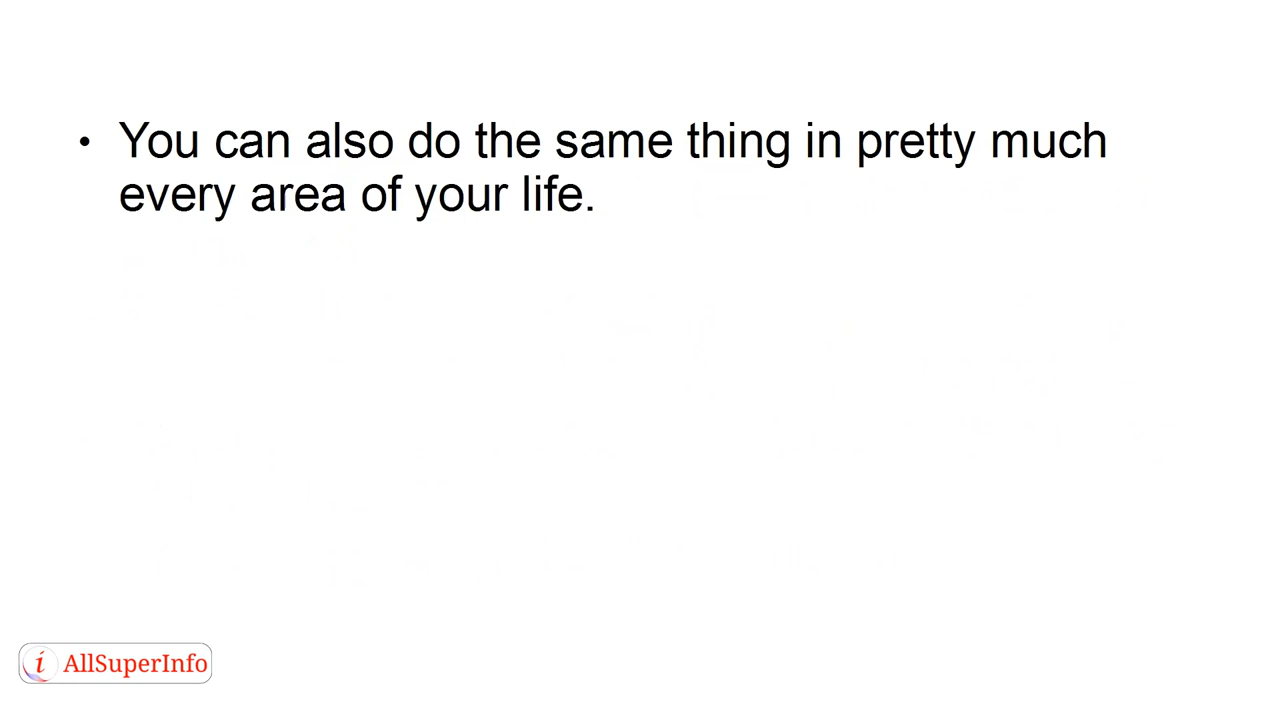 • You can also do the same thing in pretty much
every area of your life.
i AllSuperInfo